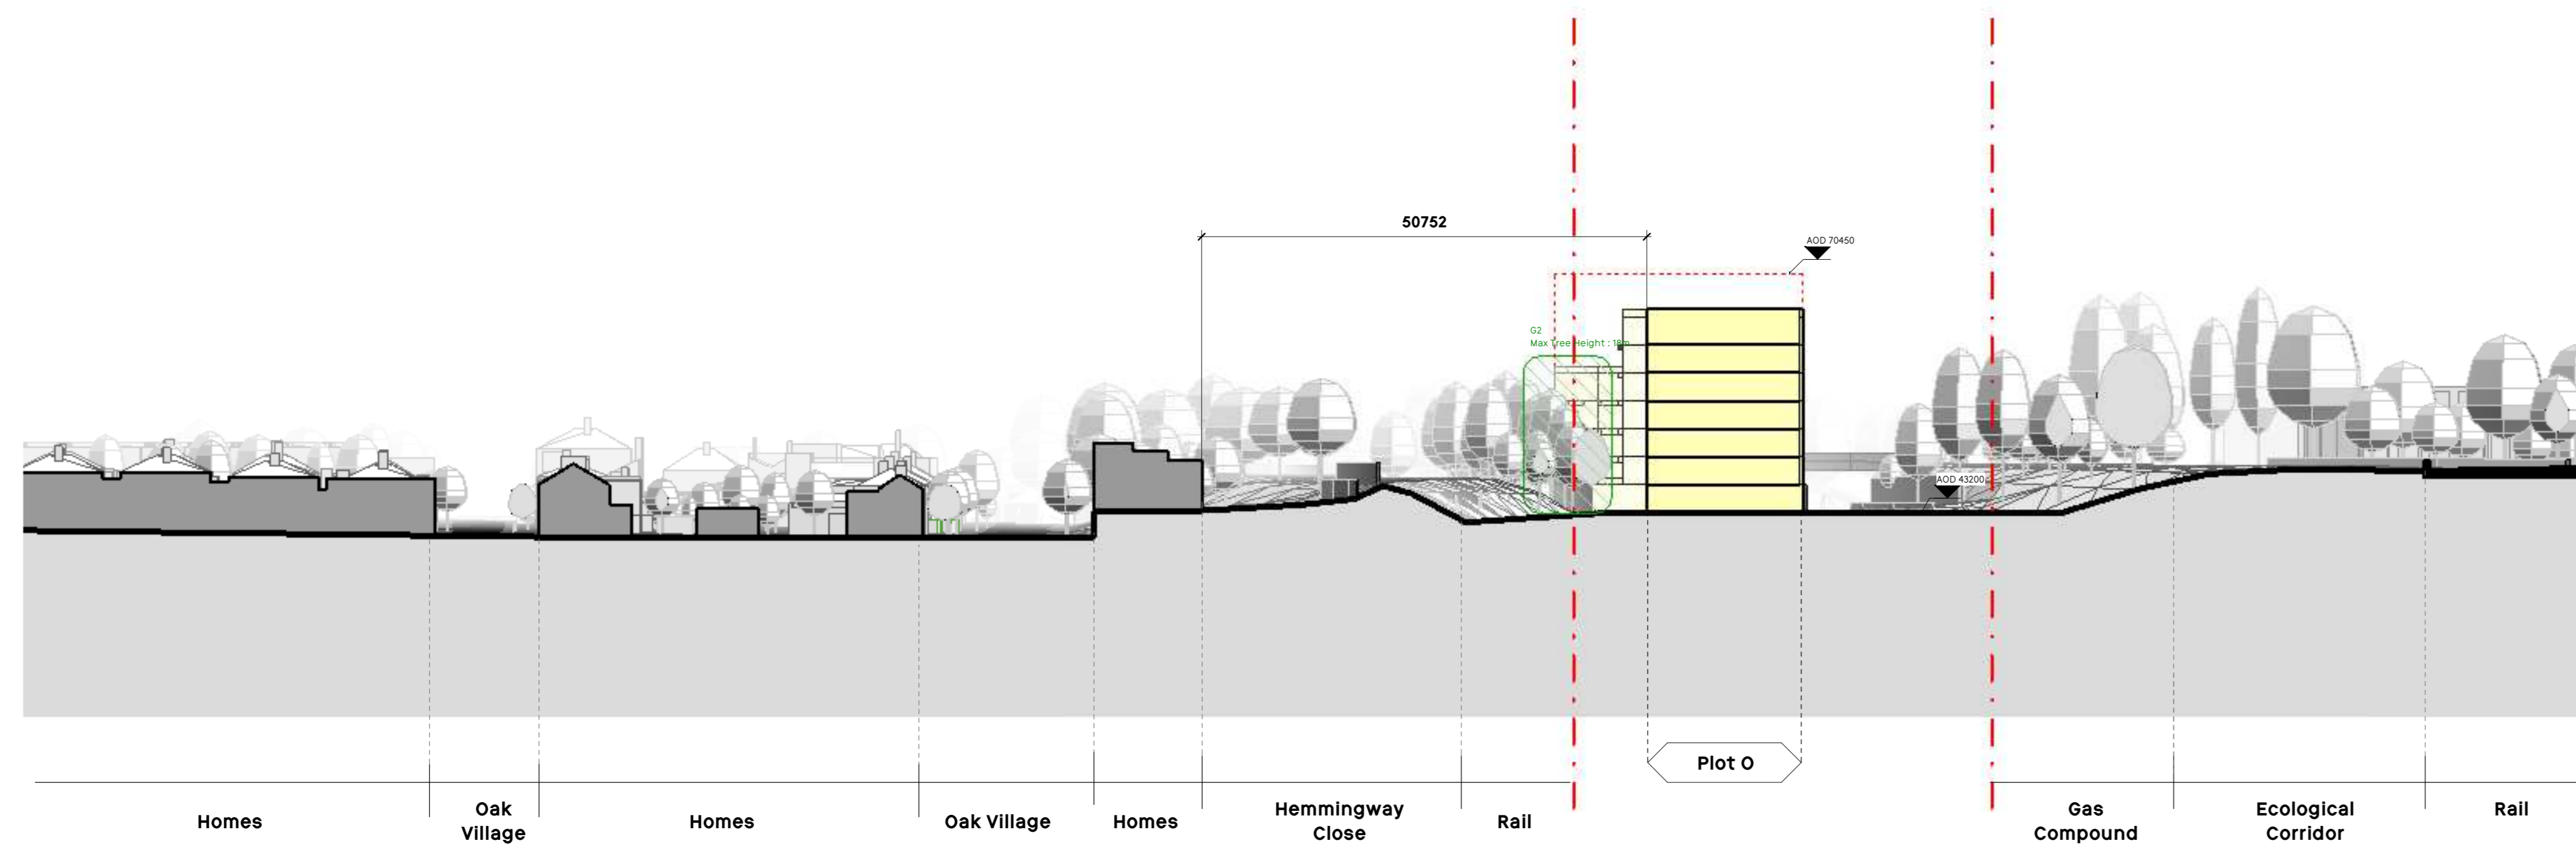 50752
AOD 70450
G2
Max Tree Height : 18m
AOD 43200
Plot O
Homes
Oak
Village
Homes
Oak Village
Homes
Hemmingway
Close
Rail
Gas
Compound
Ecological
Corridor
Rail